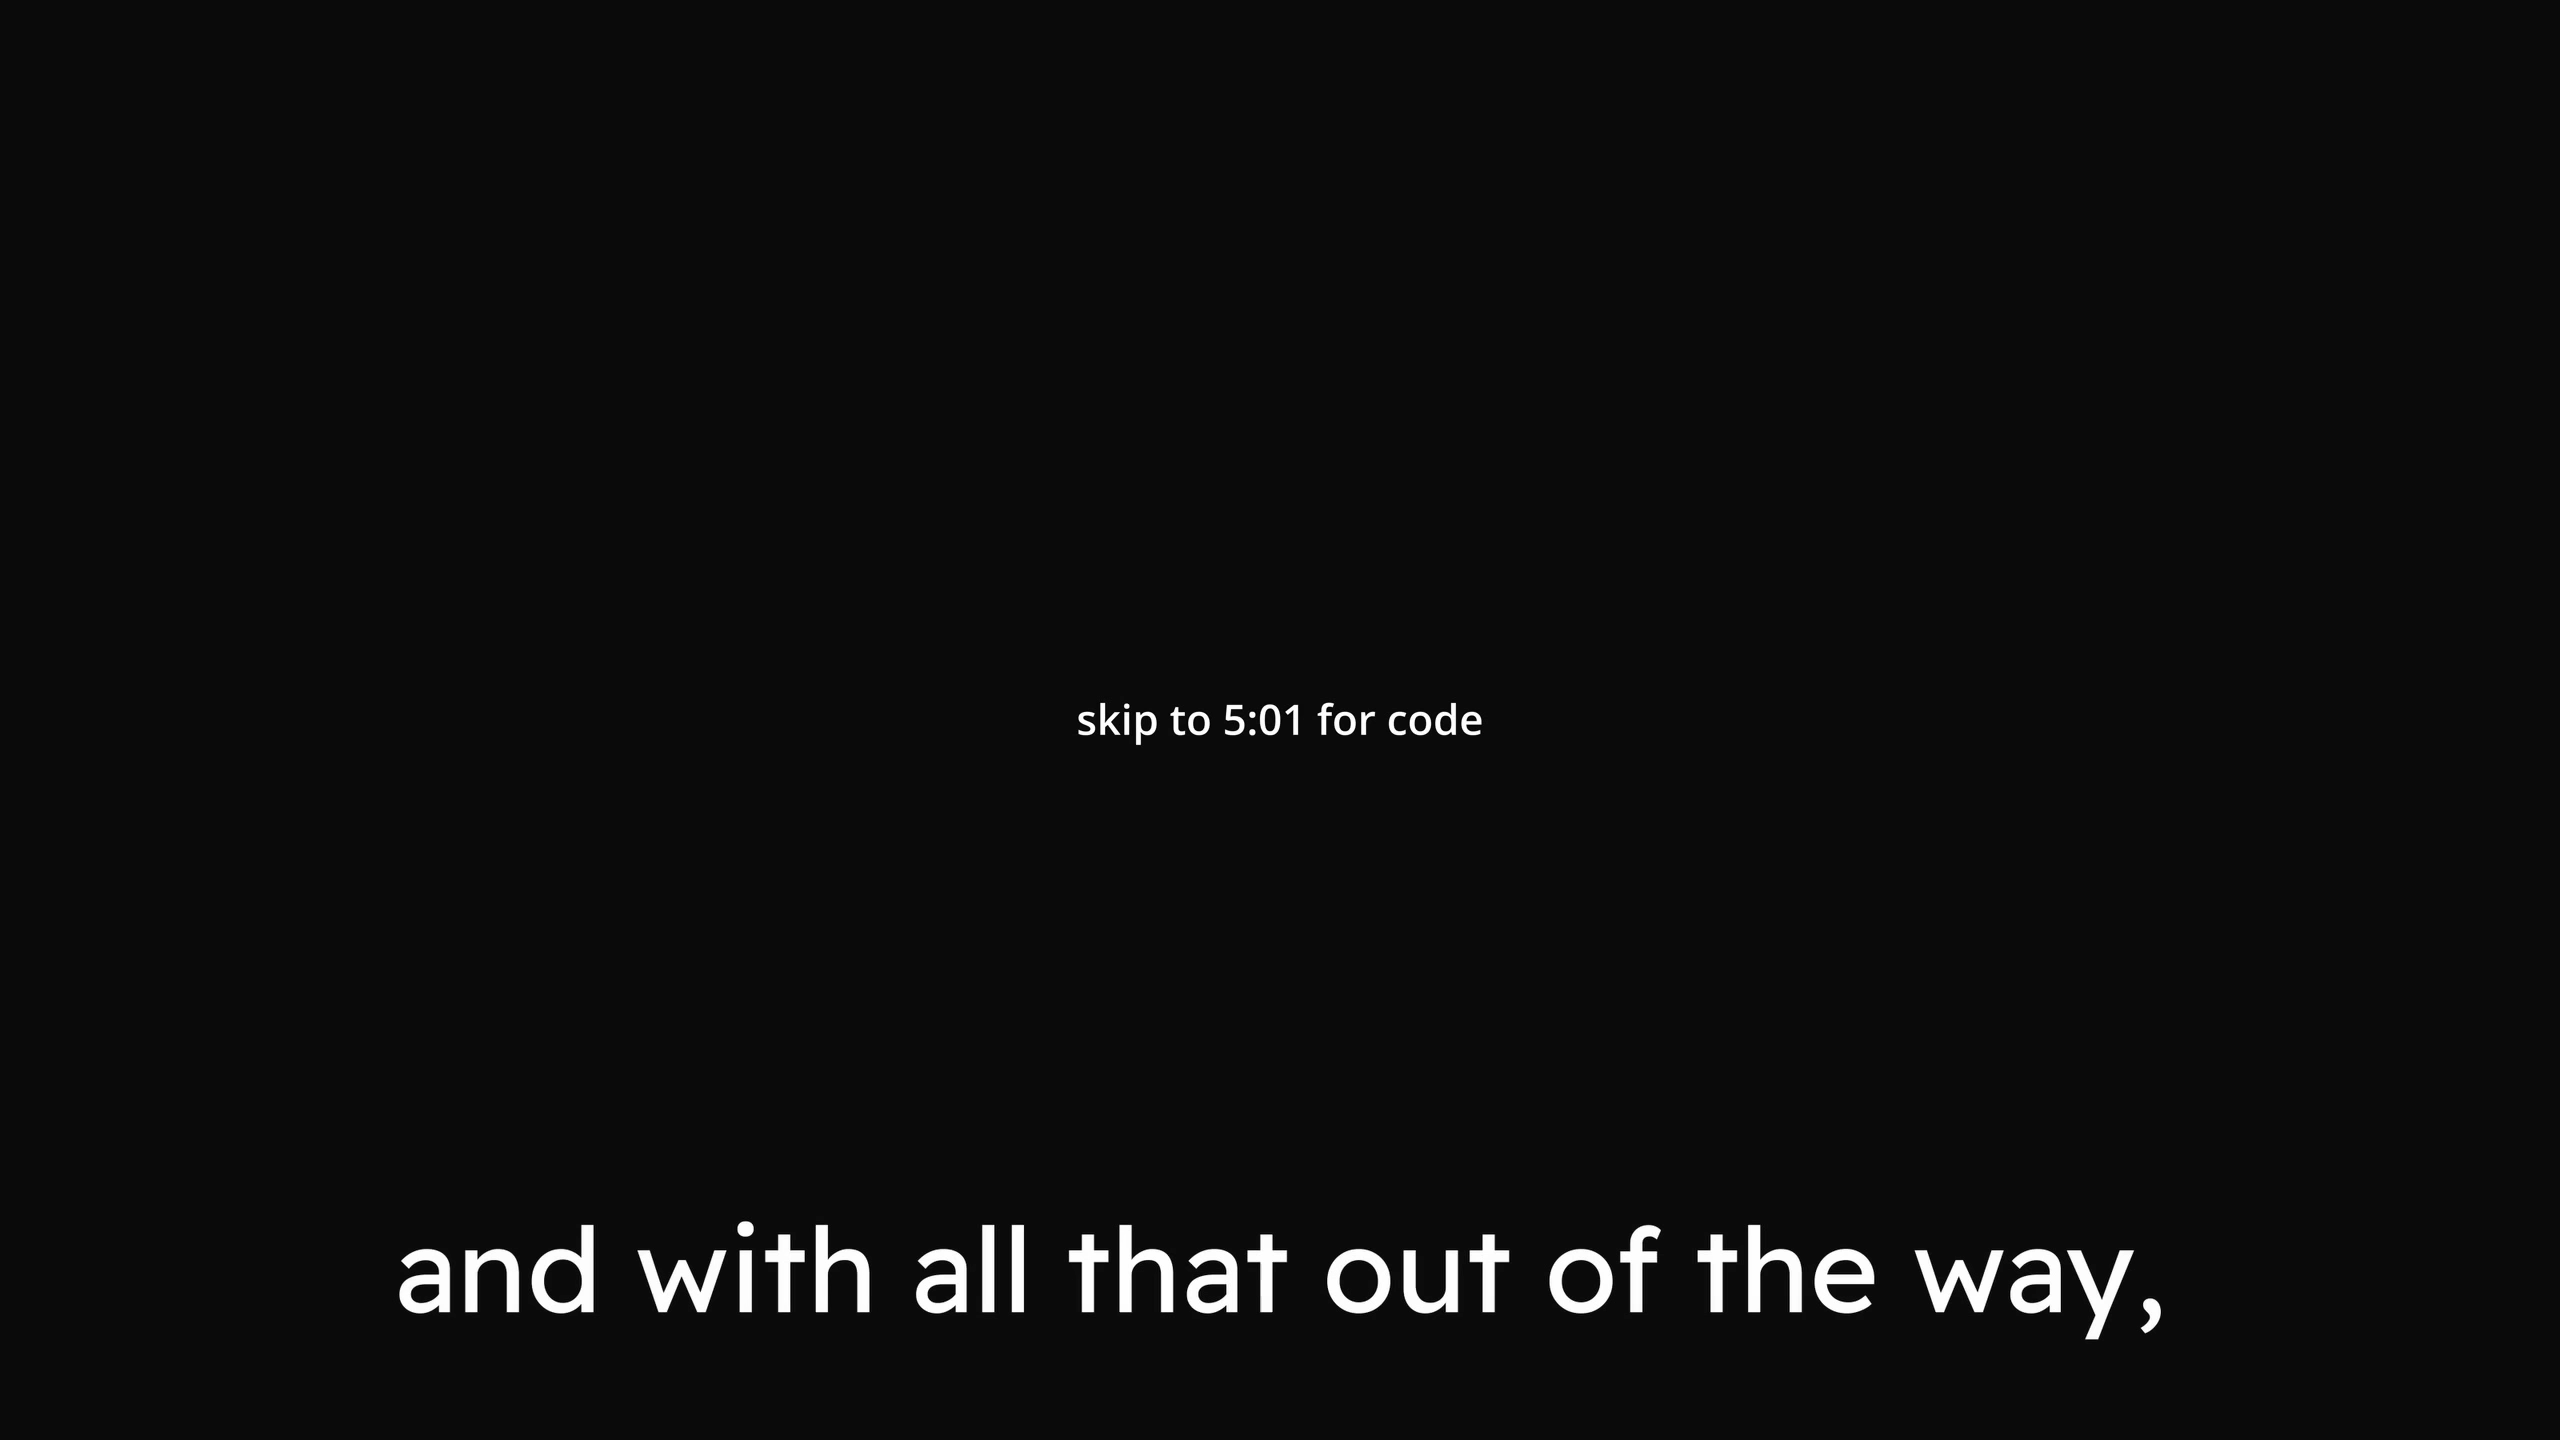 skip to 5:01 for code
and with all that out of the way,